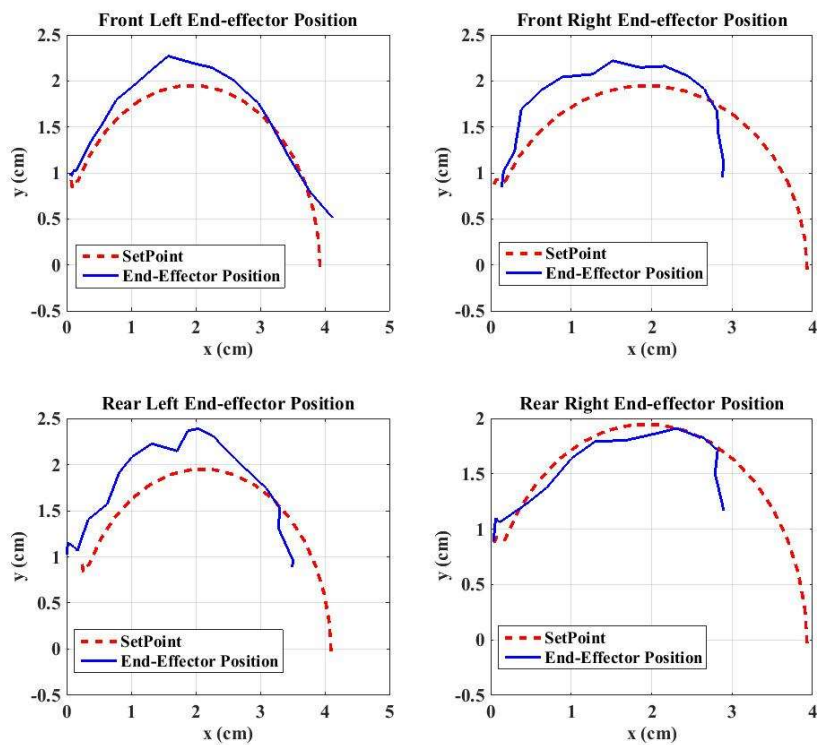 Front Left End-effector Position
2.5
2
1.5
1
0.5
0
-0.5
y (cm)
SetPoint
End-Effector Position
0 1 2 3 4 5
x (cm)
Front Right End-effector Position
2.5
2
1.5
1
0.5
0
-0.5
y (cm)
SetPoint
End-Effector Position
0 1 2 3 4
x (cm)
Rear Left End-effector Position
2.5
2
1.5
1
0.5
0
-0.5
y (cm)
SetPoint
End-Effector Position
0 1 2 3 4 5
x (cm)
Rear Right End-effector Position
2
1.5
1
0.5
0
-0.5
y (cm)
SetPoint
End-Effector Position
0 1 2 3 4
x (cm)